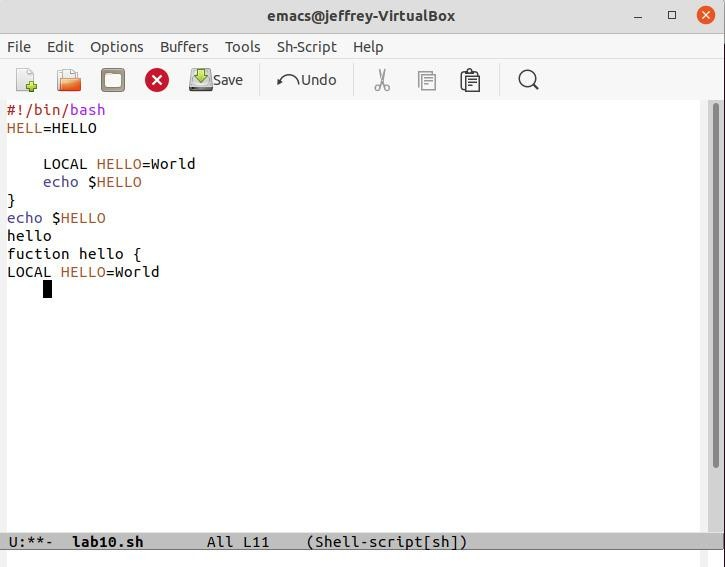 emacs@jeffrey-VirtualBox
File Edit Options Buffers Tools Sh-Script Help
Save Undo
#!/bin/bash
HELL=HELLO
LOCAL HELLO=World
echo $HELLO
}
echo $HELLO
hello
fuction hello {
LOCAL HELLO=World
U:**- lab10.sh All L11 (Shell-script[sh])